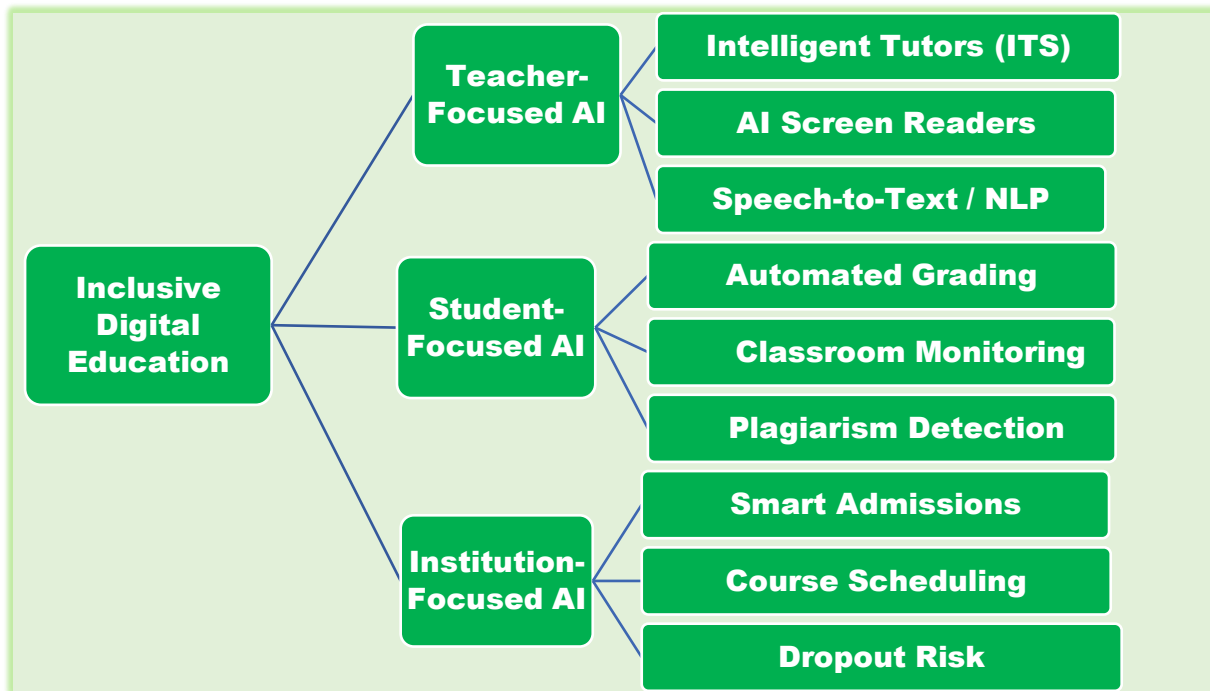 Inclusive
Digital
Education
Teacher-
Focused AI
Intelligent Tutors (ITS)
AI Screen Readers
Speech-to-Text / NLP
Student-
Focused AI
Automated Grading
Classroom Monitoring
Plagiarism Detection
Institution-
Focused AI
Smart Admissions
Course Scheduling
Dropout Risk